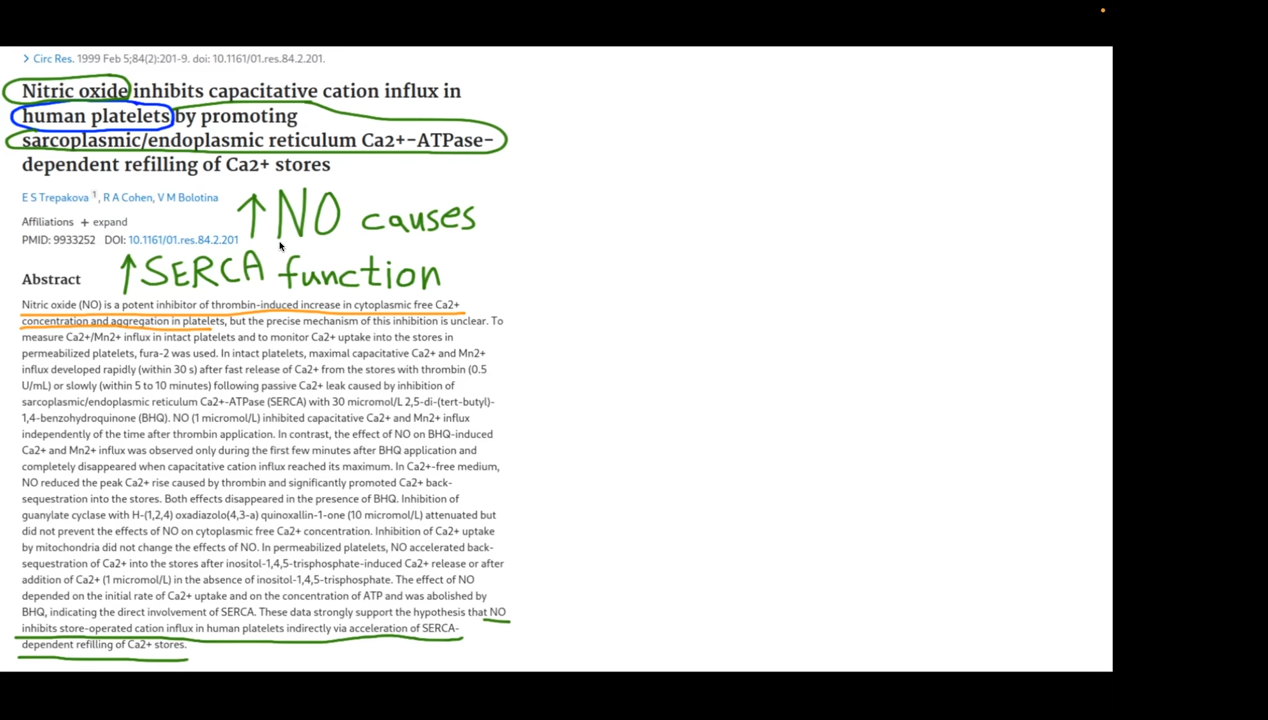 > Circ Res. 1999 Feb 5;84(2):201-9. doi: 10.1161/01.res.84.2.201.
Nitric oxide inhibits capacitative cation influx in
human platelets by promoting
sarcoplasmic/endoplasmic reticulum Ca2+-ATPase-
dependent refilling of Ca2+ stores
E S Trepakova 1, R A Cohen, V M Bolotina
↑ NO causes
Affiliations + expand
PMID: 9933252 DOI: 10.1161/01.res.84.2.201
↑ SERCA function
Abstract
Nitric oxide (NO) is a potent inhibitor of thrombin-induced increase in cytoplasmic free Ca2+
concentration and aggregation in platelets, but the precise mechanism of this inhibition is unclear. To
measure Ca2+/Mn2+ influx in intact platelets and to monitor Ca2+ uptake into the stores in
permeabilized platelets, fura-2 was used. In intact platelets, maximal capacitative Ca2+ and Mn2+
influx developed rapidly (within 30 s) after fast release of Ca2+ from the stores with thrombin (0.5
U/mL) or slowly (within 5 to 10 minutes) following passive Ca2+ leak caused by inhibition of
sarcoplasmic/endoplasmic reticulum Ca2+-ATPase (SERCA) with 30 micromol/L 2,5-di-(tert-butyl)-
1,4-benzohydroquinone (BHQ). NO (1 micromol/L) inhibited capacitative Ca2+ and Mn2+ influx
independently of the time after thrombin application. In contrast, the effect of NO on BHQ-induced
Ca2+ and Mn2+ influx was observed only during the first few minutes after BHQ application and
completely disappeared when capacitative cation influx reached its maximum. In Ca2+-free medium,
NO reduced the peak Ca2+ rise caused by thrombin and significantly promoted Ca2+ back-
sequestration into the stores. Both effects disappeared in the presence of BHQ. Inhibition of
guanylate cyclase with H-(1,2,4) oxadiazolo(4,3-a) quinoxallin-1-one (10 micromol/L) attenuated but
did not prevent the effects of NO on cytoplasmic free Ca2+ concentration. Inhibition of Ca2+ uptake
by mitochondria did not change the effects of NO. In permeabilized platelets, NO accelerated back-
sequestration of Ca2+ into the stores after inositol-1,4,5-trisphosphate-induced Ca2+ release or after
addition of Ca2+ (1 micromol/L) in the absence of inositol-1,4,5-trisphosphate. The effect of NO
depended on the initial rate of Ca2+ uptake and on the concentration of ATP and was abolished by
BHQ, indicating the direct involvement of SERCA. These data strongly support the hypothesis that NO
inhibits store-operated cation influx in human platelets indirectly via acceleration of SERCA-
dependent refilling of Ca2+ stores.